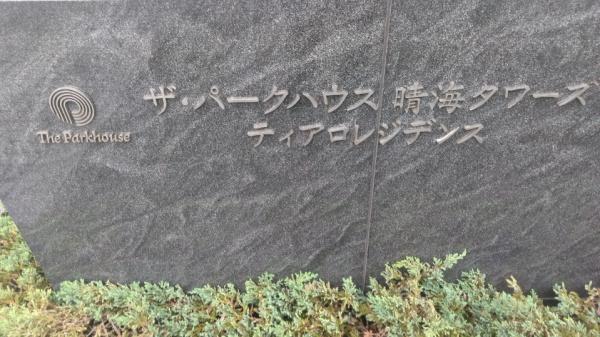 The Parkhouse
ザ・パークハウス 晴海タワーズ
ティアロレジデンス